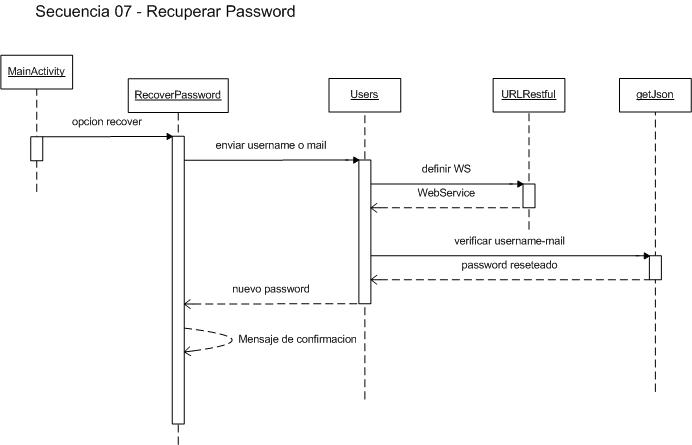 Secuencia 07 - Recuperar Password
MainActivity
RecoverPassword
Users
URLRestful
getJson
opcion recover
enviar username o mail
definir WS
WebService
verificar username-mail
password reseteado
nuevo password
Mensaje de confirmacion